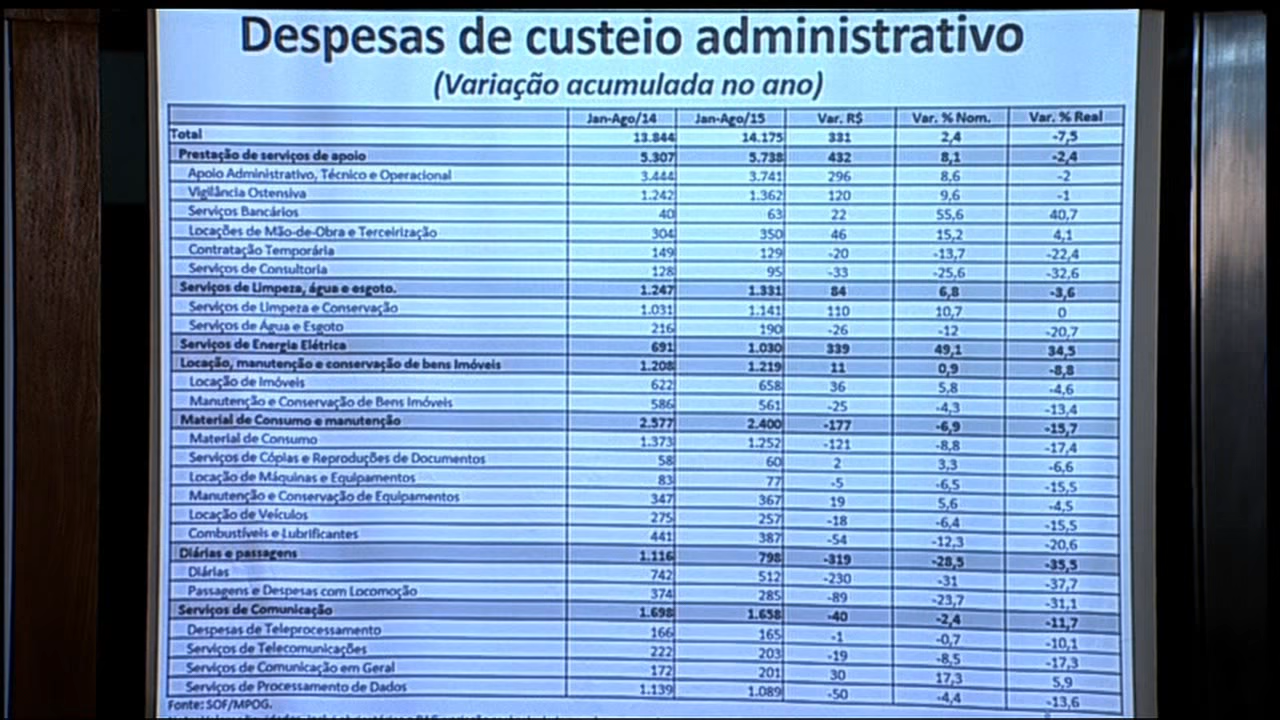 Despesas de custeio administrativo
(Variação acumulada no ano)
Jan-Ago/14 Jan-Ago/15 Var. R$ Var. % Nom. Var. % Real
Total 13.844 14.175 331 2,4 -7,5
Prestação de serviços de apoio 5.307 5.738 432 8,1 -2,4
Apoio Administrativo, Técnico e Operacional 3.444 3.741 296 8,6 -2
Vigilância Ostensiva 1.242 1.362 120 9,6 -1
Serviços Bancários 40 63 22 55,6 40,7
Locações de Mão-de-Obra e Terceirização 304 350 46 15,2 4,1
Contratação Temporária 149 129 -20 -13,7 -22,4
Serviços de Consultoria 128 95 -33 -25,6 -32,6
Serviços de Limpeza, água e esgoto. 1.247 1.331 84 6,8 -3,6
Serviços de Limpeza e Conservação 1.031 1.141 110 10,7 0
Serviços de Água e Esgoto 216 190 -26 -12 -20,7
Serviços de Energia Elétrica 691 1.030 339 49,1 34,5
Locação, manutenção e conservação de bens Imóveis 1.208 1.219 11 0,9 -8,8
Locação de Imóveis 622 658 36 5,8 -4,6
Manutenção e Conservação de Bens Imóveis 586 561 -25 -4,3 -13,4
Material de Consumo e manutenção 2.577 2.400 -177 -6,9 -15,7
Material de Consumo 1.373 1.252 -121 -8,8 -17,4
Serviços de Cópias e Reproduções de Documentos 58 60 2 3,3 -6,6
Locação de Máquinas e Equipamentos 83 77 -5 -6,5 -15,5
Manutenção e Conservação de Equipamentos 347 367 19 5,6 -4,5
Locação de Veículos 275 257 -18 -6,4 -15,5
Combustíveis e Lubrificantes 441 387 -54 -12,3 -20,6
Diárias e passagens 1.116 798 -319 -28,5 -35,5
Diárias 742 512 -230 -31 -37,7
Passagens e Despesas com Locomoção 374 285 -89 -23,7 -31,1
Serviços de Comunicação 1.698 1.658 -40 -2,4 -11,7
Despesas de Teleprocessamento 166 165 -1 -0,7 -10,1
Serviços de Telecomunicações 222 203 -19 -8,5 -17,3
Serviços de Comunicação em Geral 172 201 30 17,3 5,9
Serviços de Processamento de Dados 1.139 1.089 -50 -4,4 -13,6
Fonte: SOF/MPOG.